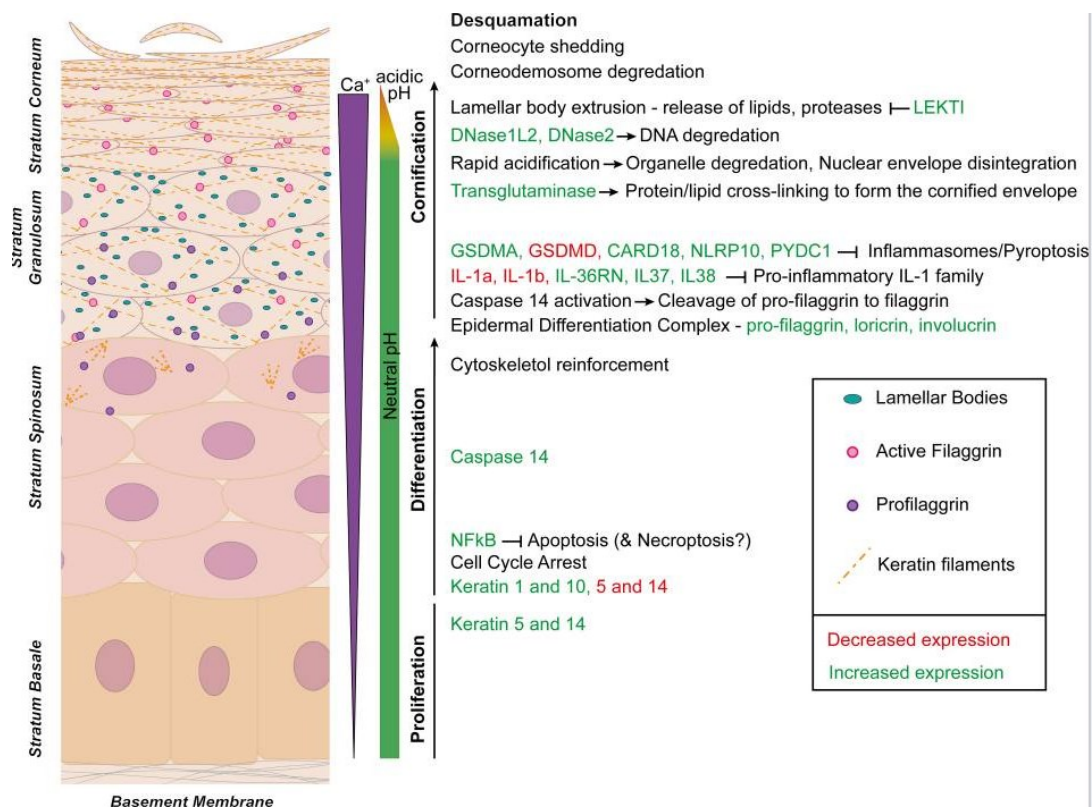 Desquamation
Corneocyte shedding
Corneodemosome degredation
Stratum Corneum
Ca+
acidic
pH
Cornification
Lamellar body extrusion - release of lipids, proteases LEKTI
DNase1L2, DNase2 DNA degredation
Rapid acidification Organelle degredation, Nuclear envelope disintegration
Transglutaminase Protein/lipid cross-linking to form the cornified envelope
Stratum
Granulosum
GSDMA, GSDMD, CARD18, NLRP10, PYDC1 Inflammasomes/Pyroptosis
IL-1a, IL-1b, IL-36RN, IL37, IL38 Pro-inflammatory IL-1 family
Caspase 14 activation Cleavage of pro-filaggrin to filaggrin
Epidermal Differentiation Complex - pro-filaggrin, loricrin, involucrin
Stratum Spinosum
Neutral pH
Differentiation
Cytoskeletol reinforcement
Caspase 14
NFkB Apoptosis (& Necroptosis?)
Cell Cycle Arrest
Keratin 1 and 10, 5 and 14
Stratum Basale
Proliferation
Keratin 5 and 14
Basement Membrane
Lamellar Bodies
Active Filaggrin
Profilaggrin
Keratin filaments
Decreased expression
Increased expression